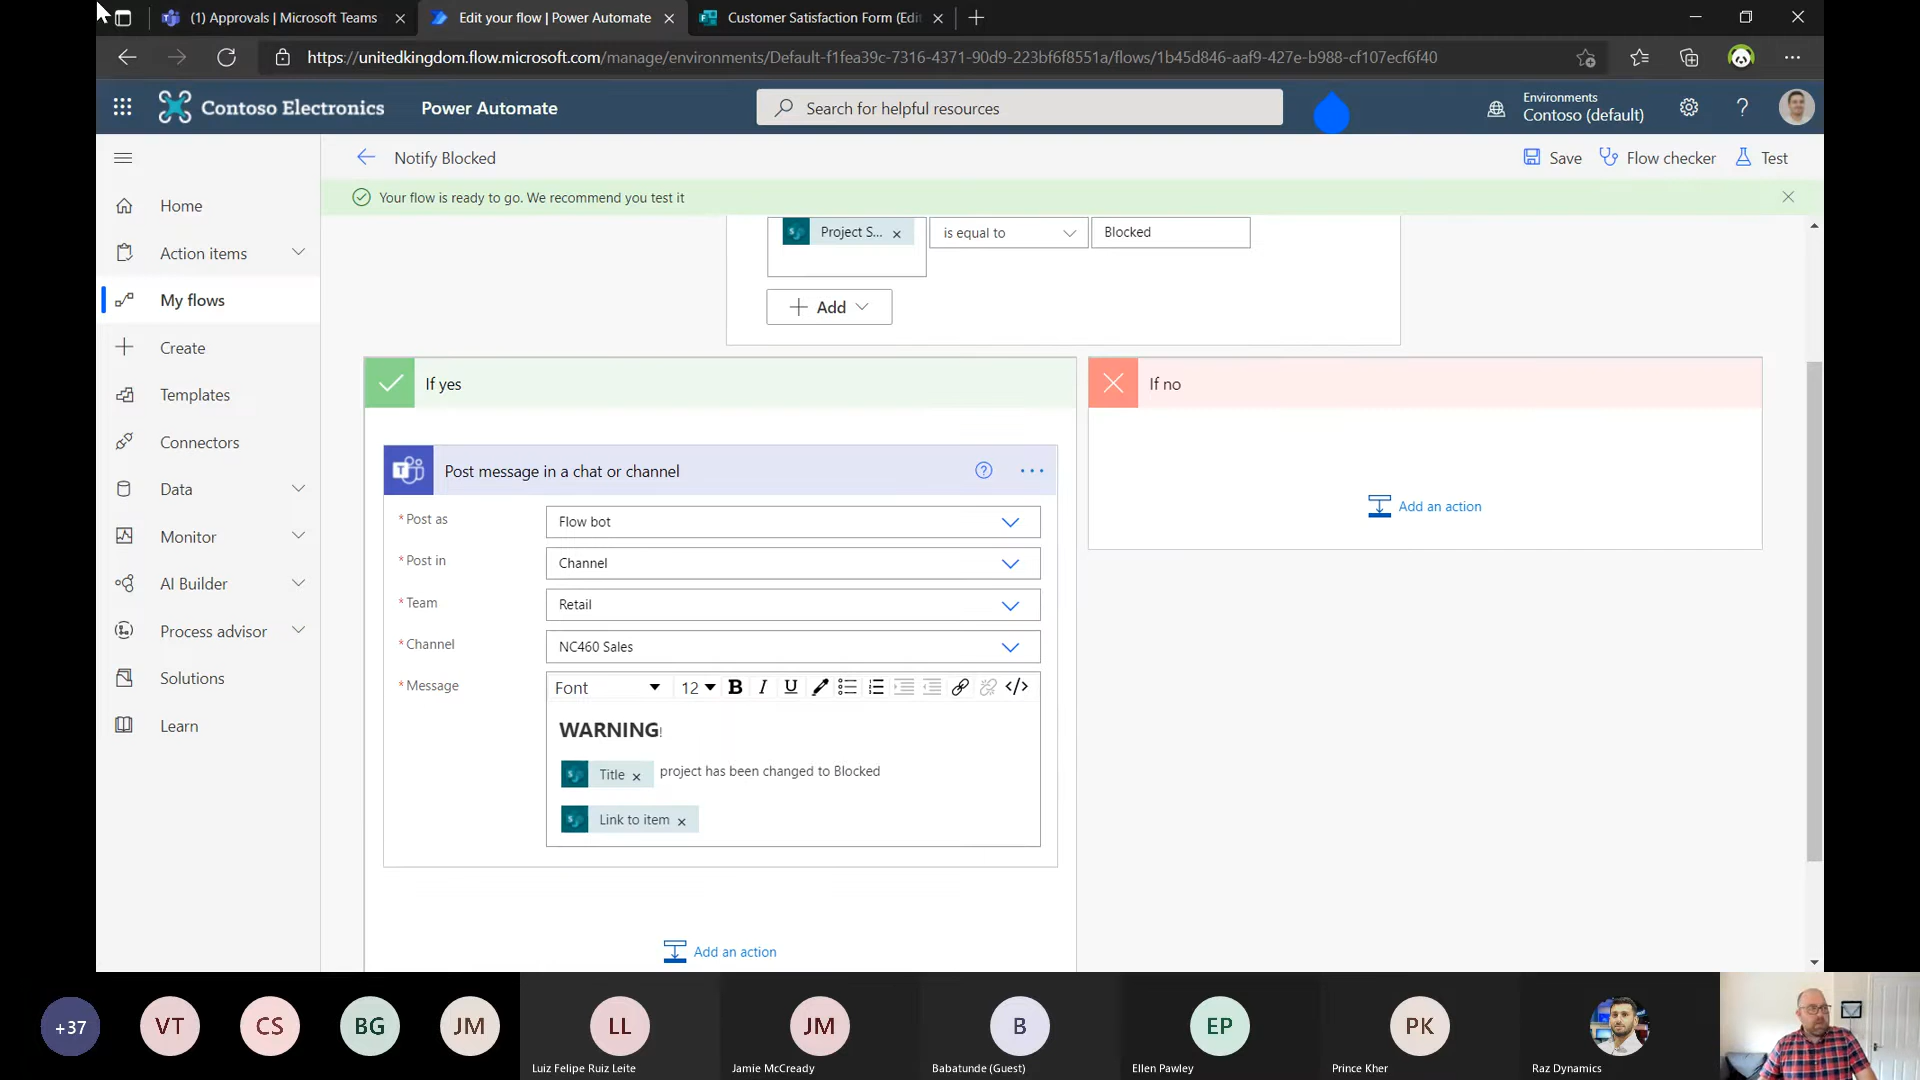 (1) Approvals | Microsoft Teams
Edit your flow | Power Automate
Customer Satisfaction Form (Edit
https://unitedkingdom.flow.microsoft.com/manage/environments/Default-f1fea39c-7316-4371-90d9-223bf6f8551a/flows/1b45d846-aaf9-427e-b988-cf107ecf6f40
Contoso Electronics
Power Automate
Search for helpful resources
Environments
Contoso (default)
Notify Blocked
Save
Flow checker
Test
Your flow is ready to go. We recommend you test it
Home
Action items
My flows
Create
Templates
Connectors
Data
Monitor
AI Builder
Process advisor
Solutions
Learn
Project S...
is equal to
Blocked
Add
If yes
If no
Post message in a chat or channel
Add an action
* Post as
Flow bot
* Post in
Channel
* Team
Retail
* Channel
NC460 Sales
* Message
Font
12
B I U
WARNING!
Title project has been changed to Blocked
Link to item
Add an action
+37
VT
CS
BG
JM
LL
JM
B
EP
PK
Luiz Felipe Ruiz Leite
Jamie McCready
Babatunde (Guest)
Ellen Pawley
Prince Kher
Raz Dynamics